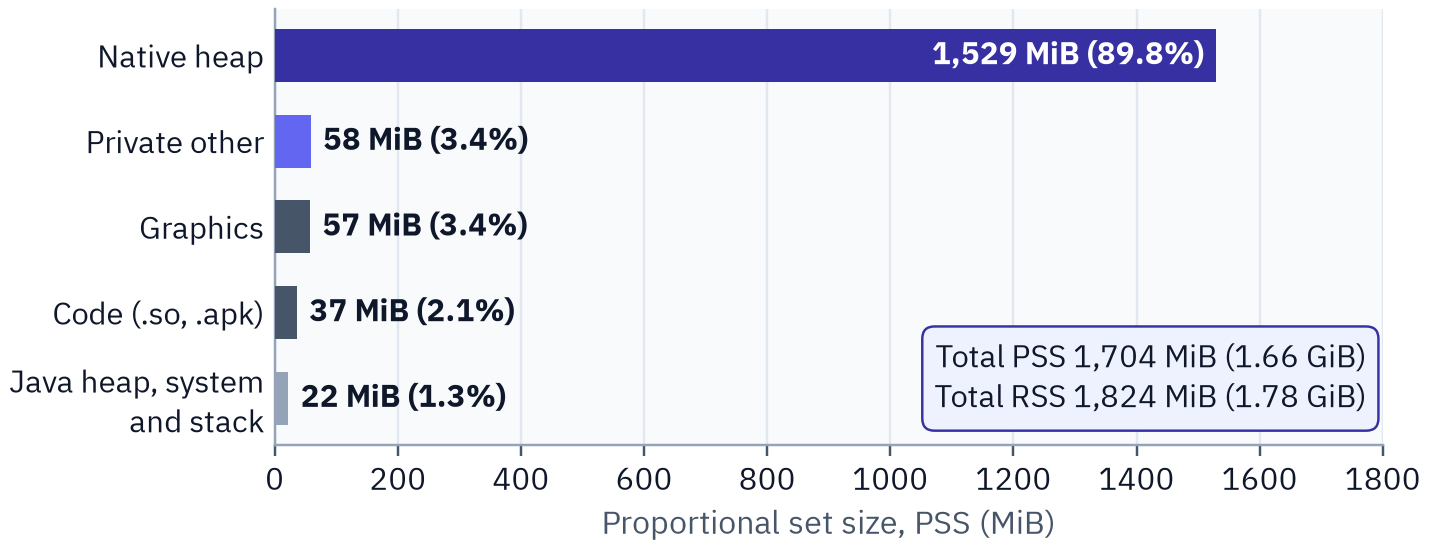 Native heap
1,529 MiB (89.8%)
Private other
58 MiB (3.4%)
Graphics
57 MiB (3.4%)
Code (.so, .apk)
37 MiB (2.1%)
Java heap, system
and stack
22 MiB (1.3%)
Total PSS 1,704 MiB (1.66 GiB)
Total RSS 1,824 MiB (1.78 GiB)
0 200 400 600 800 1000 1200 1400 1600 1800
Proportional set size, PSS (MiB)